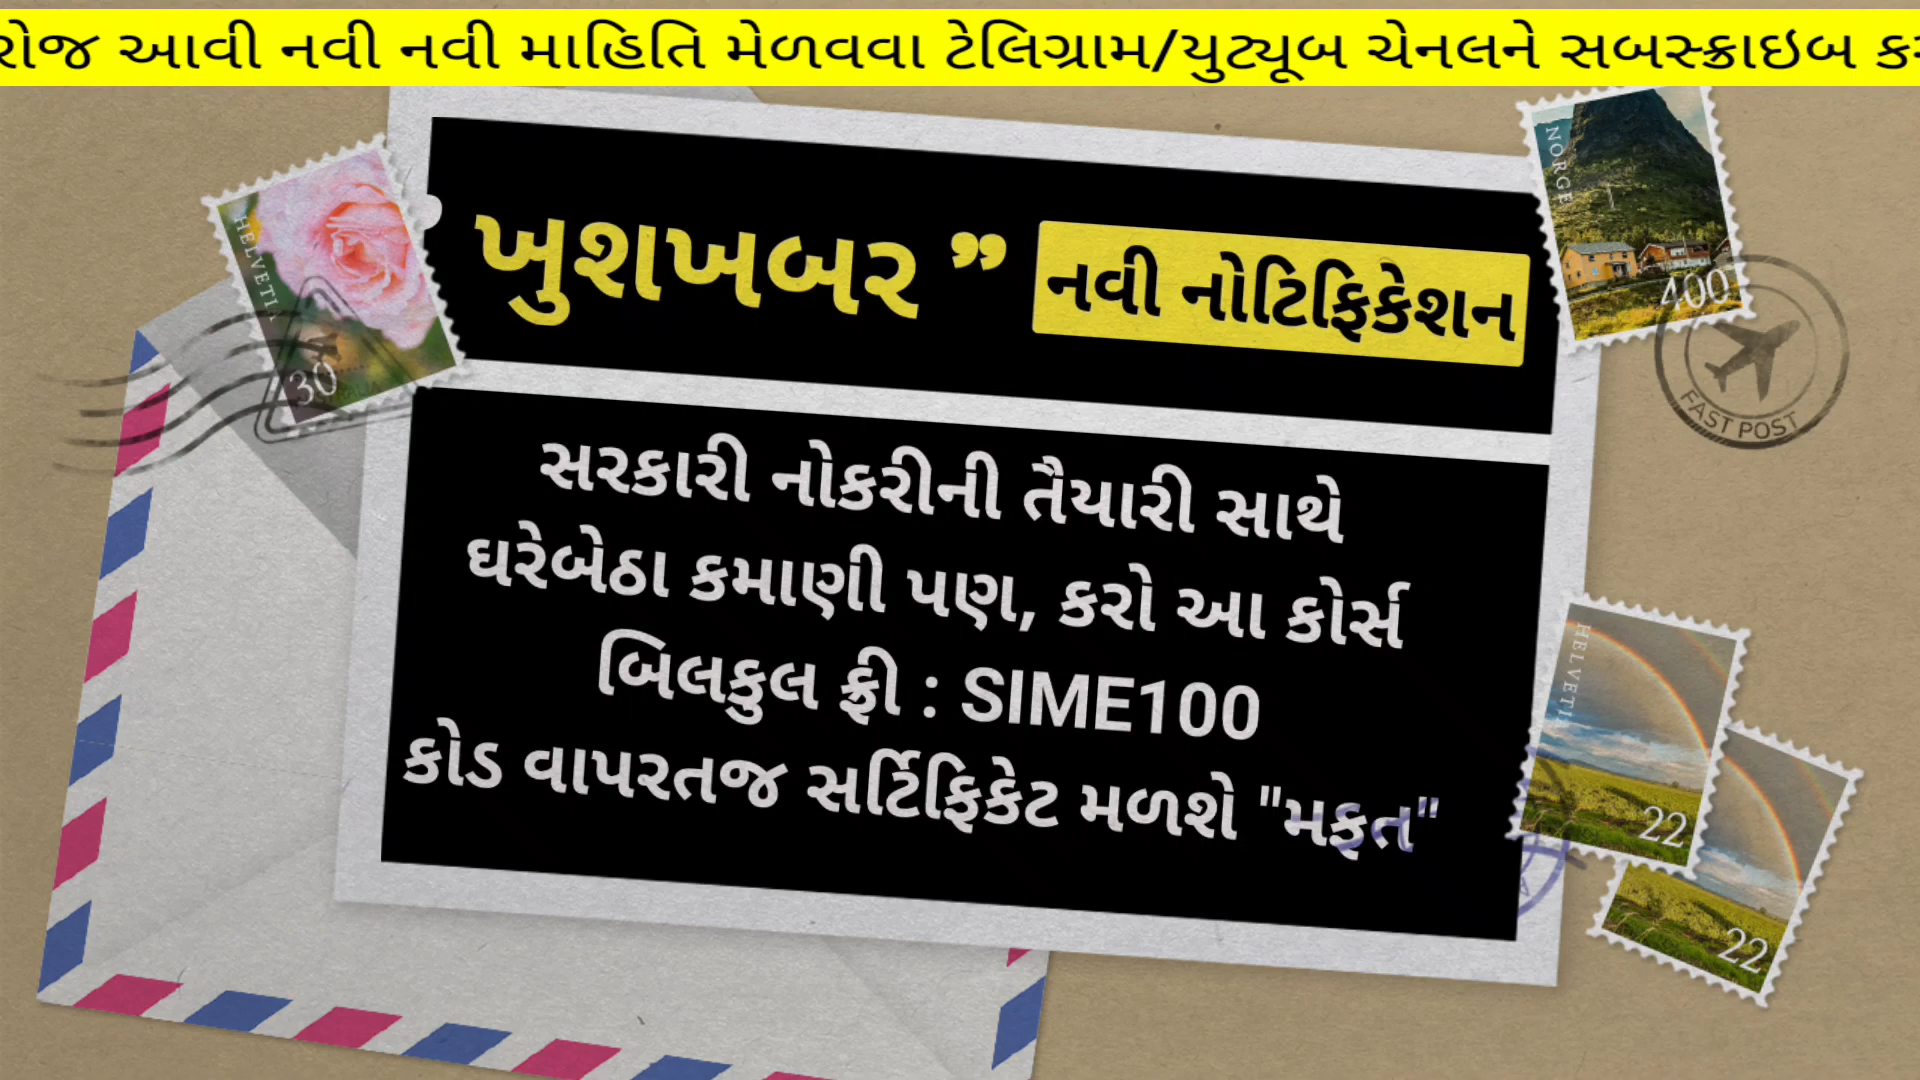 રોજ આવી નવી નવી માહિતિ મેળવવા ટેલિગ્રામ/યુટ્યૂબ ચેનલને સબસ્ક્રાઇબ
ખુશખબર ” નવી નોટિફિકેશન
સરકારી નોકરીની તૈયારી સાથે
ઘરેબેઠા કમાણી પણ, કરો આ કોર્સ
બિલકુલ ફ્રી : SIME100
કોડ વાપરતજ સર્ટિફિકેટ મળશે "મફત"
HELVETIA
30
NORGE
400
FAST POST
HELVETIA
22
22